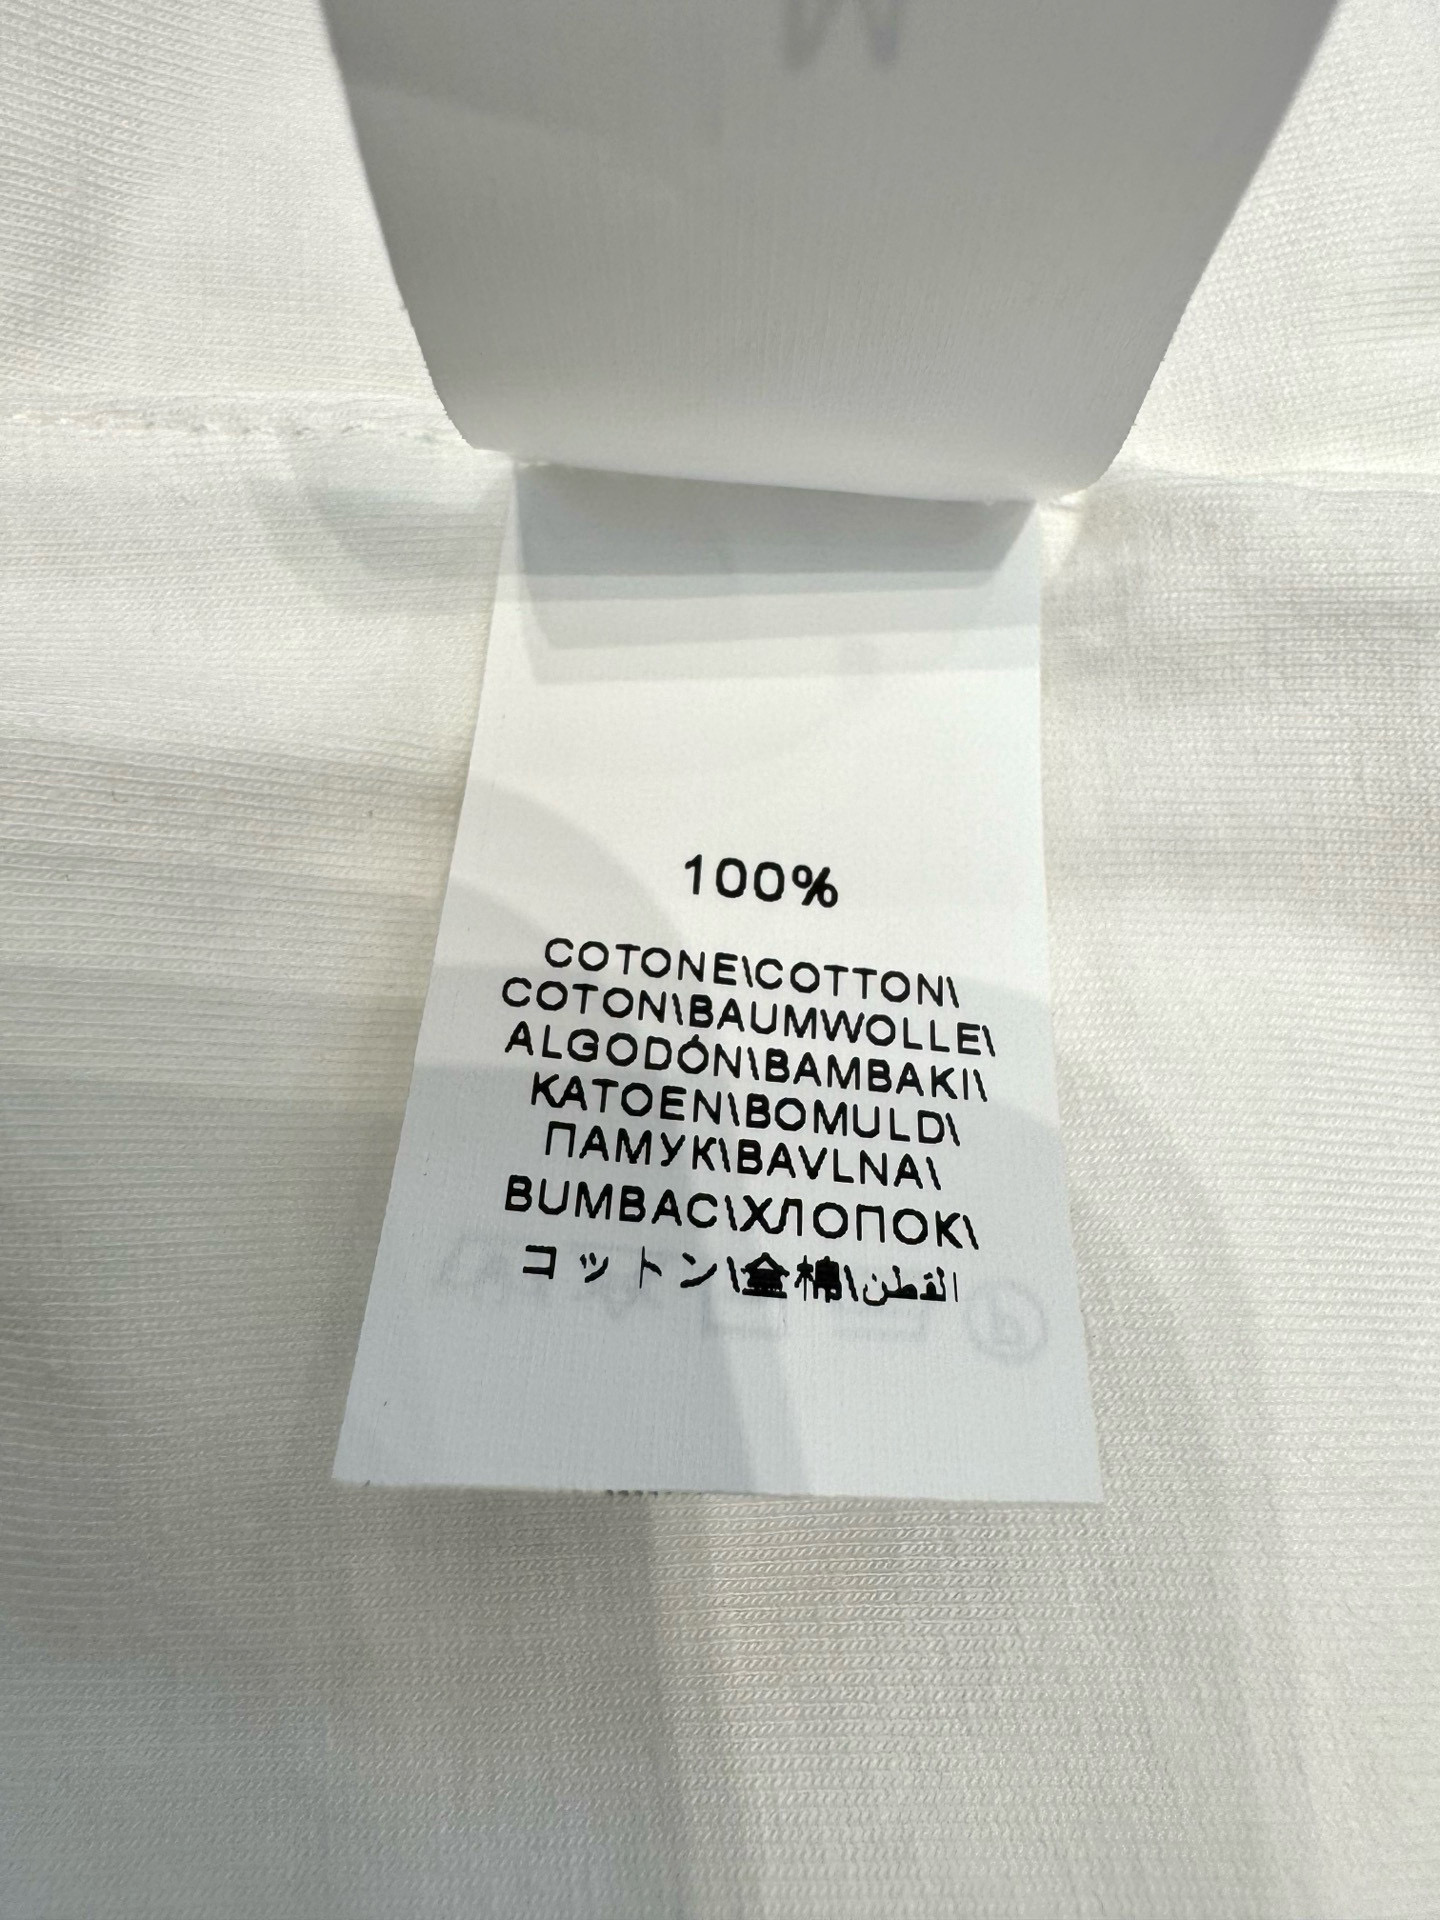 100%
COTONE\COTTON\
COTON\BAUMWOLLE\
ALGODÓN\BAMBAKI\
KATOEN\BOMULD\
ПАМУК\BAVLNA\
BUMBAC\ХЛОПОК\
コットン\全棉\القطن